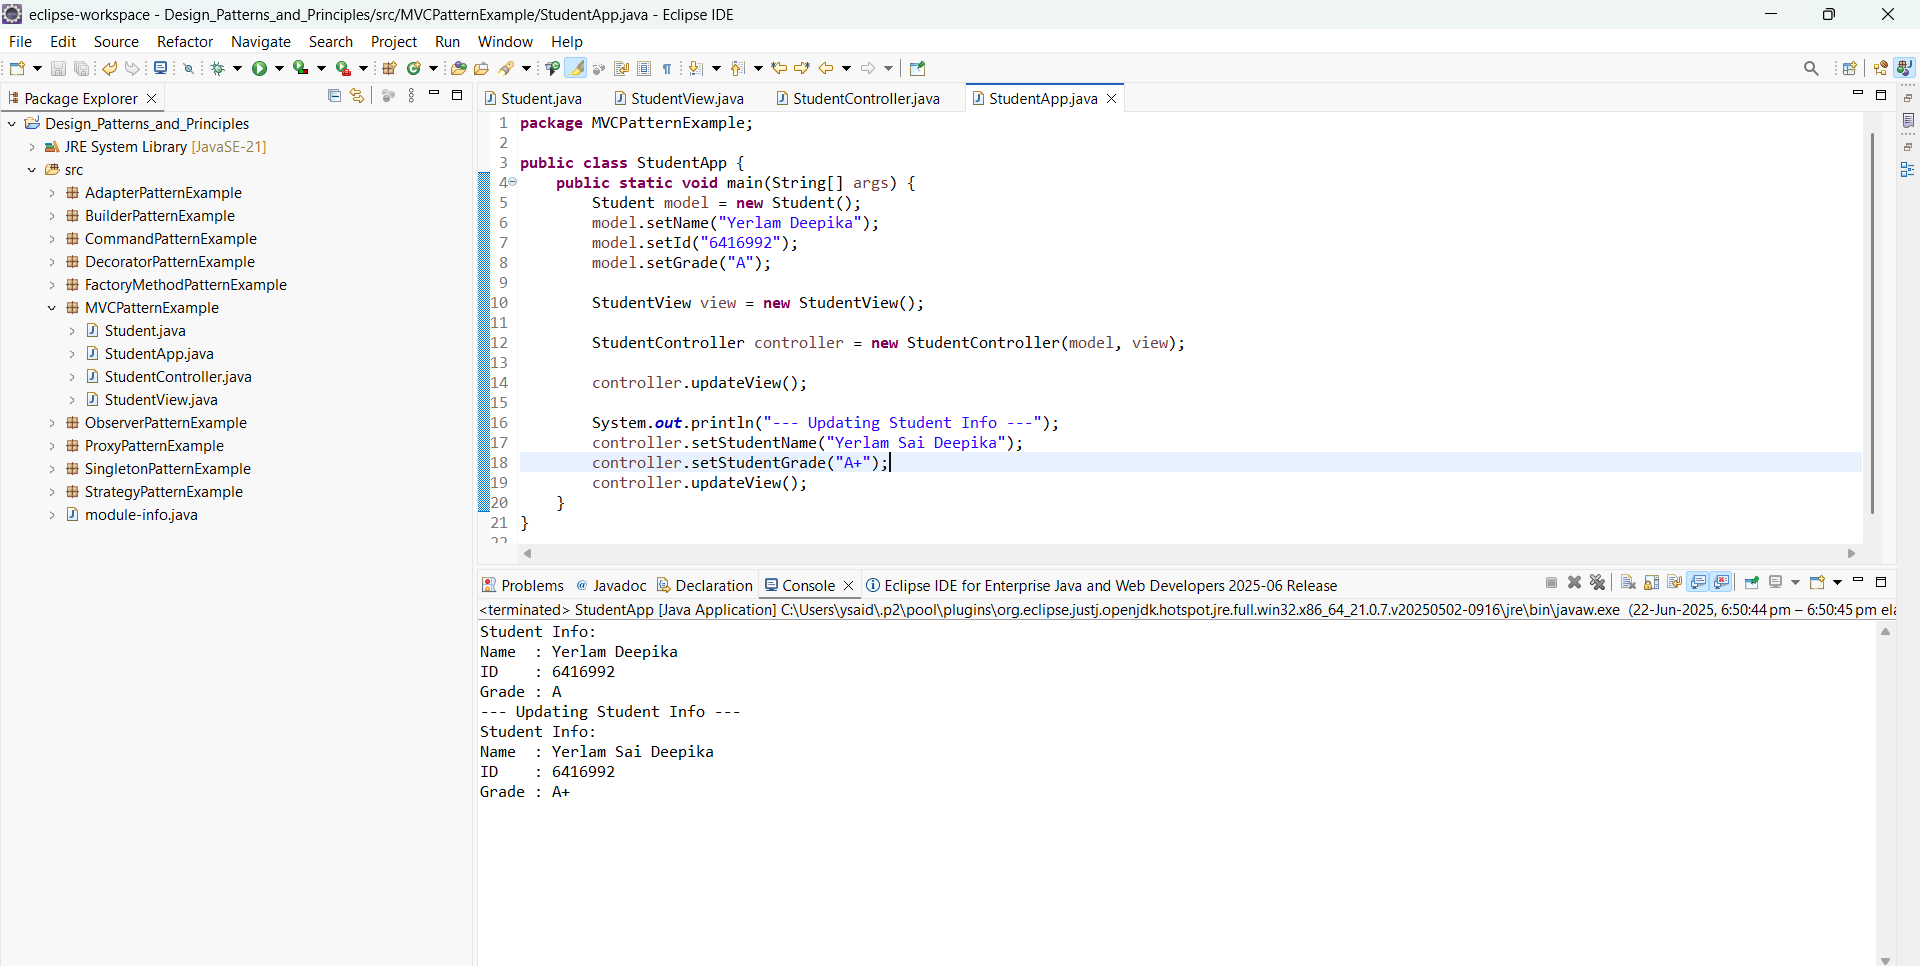 eclipse-workspace - Design_Patterns_and_Principles/src/MVCPatternExample/StudentApp.java - Eclipse IDE
File Edit Source Refactor Navigate Search Project Run Window Help
Package Explorer
Design_Patterns_and_Principles
JRE System Library [JavaSE-21]
src
AdapterPatternExample
BuilderPatternExample
CommandPatternExample
DecoratorPatternExample
FactoryMethodPatternExample
MVCPatternExample
Student.java
StudentApp.java
StudentController.java
StudentView.java
ObserverPatternExample
ProxyPatternExample
SingletonPatternExample
StrategyPatternExample
module-info.java
Student.java StudentView.java StudentController.java StudentApp.java
1 package MVCPatternExample;
2
3 public class StudentApp {
4     public static void main(String[] args) {
5         Student model = new Student();
6         model.setName("Yerlam Deepika");
7         model.setId("6416992");
8         model.setGrade("A");
9
10         StudentView view = new StudentView();
11
12         StudentController controller = new StudentController(model, view);
13
14         controller.updateView();
15
16         System.out.println("--- Updating Student Info ---");
17         controller.setStudentName("Yerlam Sai Deepika");
18         controller.setStudentGrade("A+");
19         controller.updateView();
20     }
21 }
22
Problems Javadoc Declaration Console Eclipse IDE for Enterprise Java and Web Developers 2025-06 Release
<terminated> StudentApp [Java Application] C:\Users\ysaid\.p2\pool\plugins\org.eclipse.justj.openjdk.hotspot.jre.full.win32.x86_64_21.0.7.v20250502-0916\jre\bin\javaw.exe (22-Jun-2025, 6:50:44 pm – 6:50:45 pm ela
Student Info:
Name  : Yerlam Deepika
ID    : 6416992
Grade : A
--- Updating Student Info ---
Student Info:
Name  : Yerlam Sai Deepika
ID    : 6416992
Grade : A+